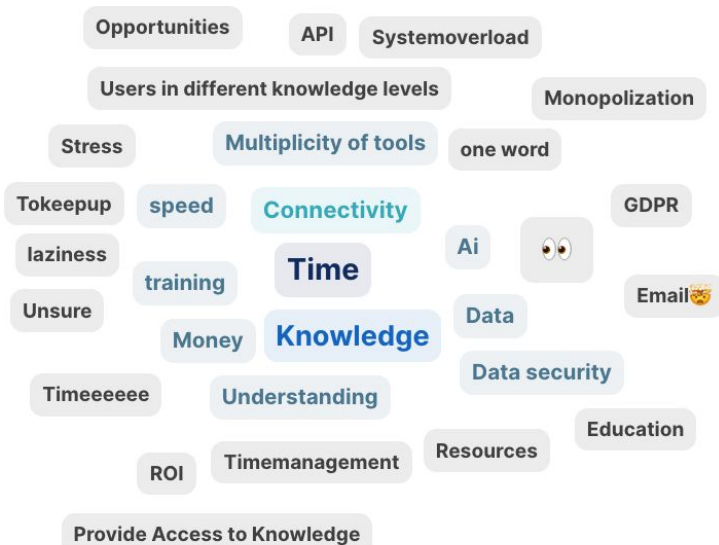 Opportunities
API
Systemoverload
Users in different knowledge levels
Monopolization
Multiplicity of tools
one word
Stress
Tokeepup
speed
Connectivity
GDPR
Ai
👀
laziness
Time
training
Email🤯
Unsure
Data
Money
Knowledge
Data security
Timeeeeee
Understanding
Education
Resources
Timemanagement
ROI
Provide Access to Knowledge